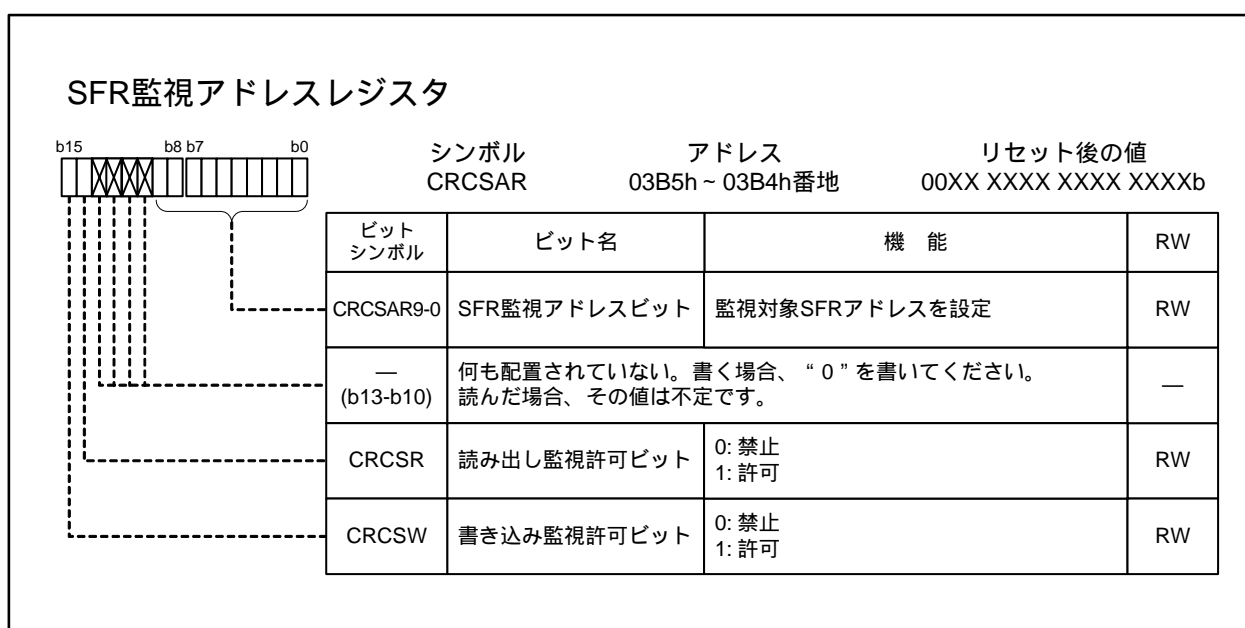 SFR監視アドレスレジスタ
b15 b8 b7 b0
シンボル アドレス リセット後の値
CRCSAR 03B5h ~ 03B4h番地 00XX XXXX XXXX XXXXb
ビット
シンボル ビット名 機 能 RW
CRCSAR9-0 SFR監視アドレスビット 監視対象SFRアドレスを設定 RW
—
(b13-b10) 何も配置されていない。書く場合、“0”を書いてください。
読んだ場合、その値は不定です。 —
CRCSR 読み出し監視許可ビット 0: 禁止
1: 許可 RW
CRCSW 書き込み監視許可ビット 0: 禁止
1: 許可 RW